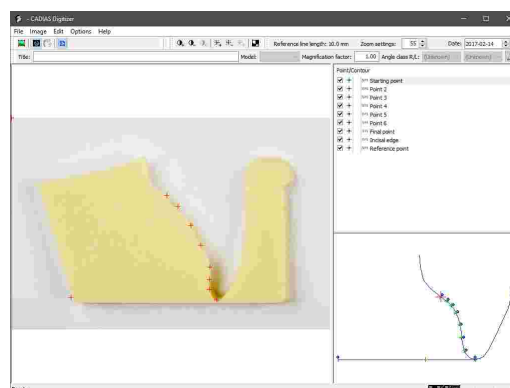 - CADIAS Digitizer
File Image Edit Options Help
Reference line length: 10.0 mm Zoom settings: 55 Date: 2017-02-14
Title: Model: Magnification factor: 1.00 Angle class R/L: (Unknown) (Unknown)
Point/Contour
Starting point
Point 2
Point 3
Point 4
Point 5
Point 6
Final point
Incisal edge
Reference point